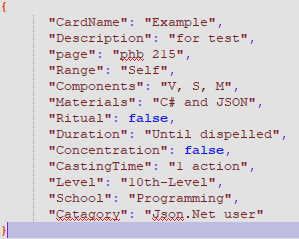 {
"CardName": "Example",
"Description": "for test",
"page": "phb 215",
"Range": "Self",
"Components": "V, S, M",
"Materials": "C# and JSON",
"Ritual": false,
"Duration": "Until dispelled",
"Concentration": false,
"CastingTime": "1 action",
"Level": "10th-Level",
"School": "Programming",
"Catagory": "Json.Net user"
}